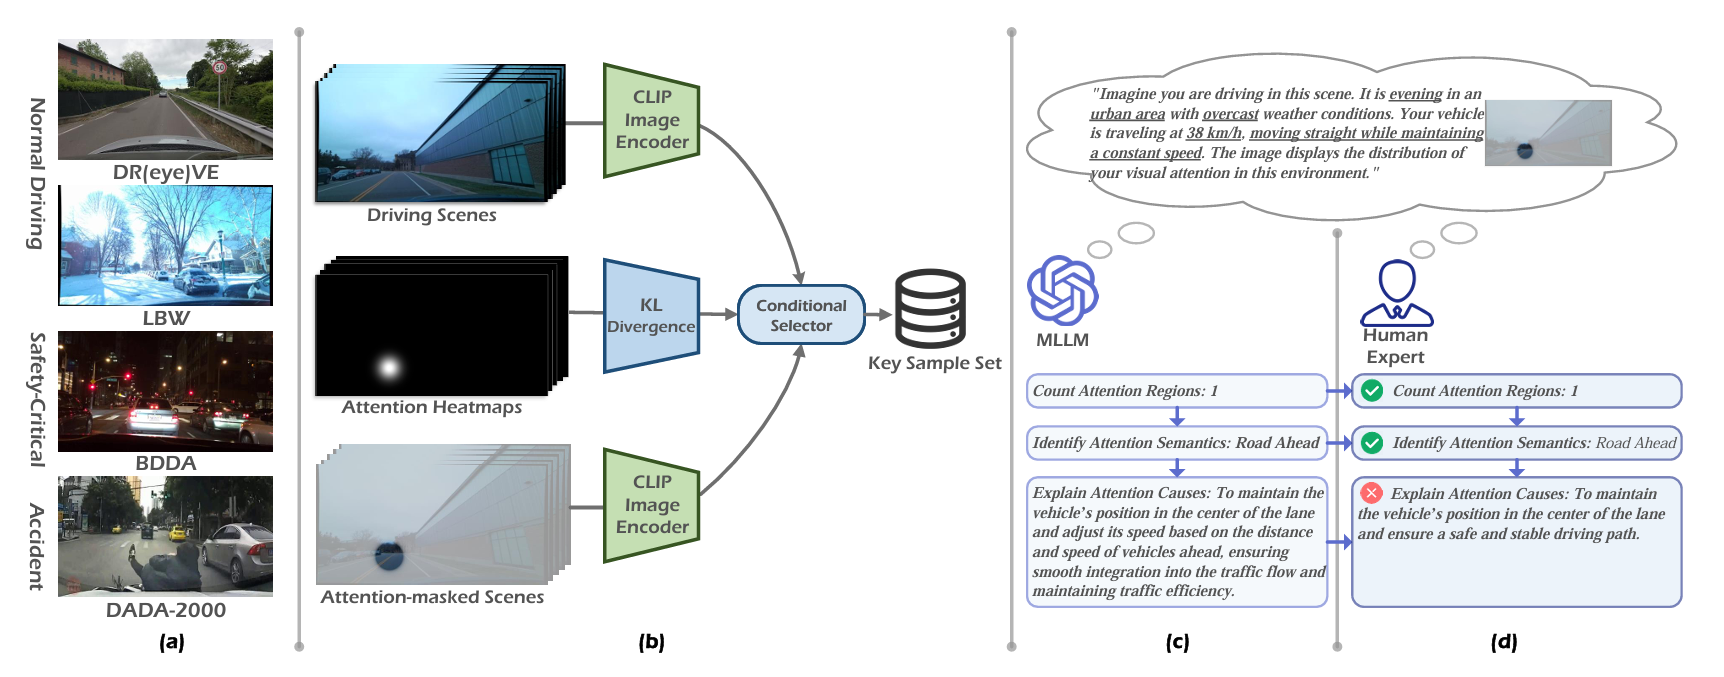 Normal Driving
Safety-Critical
Accident
50
DR(eye)VE
LBW
BDDA
DADA-2000
(a)
Driving Scenes
Attention Heatmaps
Attention-masked Scenes
CLIP
Image
Encoder
KL
Divergence
CLIP
Image
Encoder
Conditional
Selector
Key Sample Set
(b)
"Imagine you are driving in this scene. It is evening in an
urban area with overcast weather conditions. Your vehicle
is traveling at 38 km/h, moving straight while maintaining
a constant speed. The image displays the distribution of
your visual attention in this environment."
MLLM
Count Attention Regions: 1
Identify Attention Semantics: Road Ahead
Explain Attention Causes: To maintain the
vehicle's position in the center of the lane
and adjust its speed based on the distance
and speed of vehicles ahead, ensuring
smooth integration into the traffic flow and
maintaining traffic efficiency.
(c)
Human
Expert
Count Attention Regions: 1
Identify Attention Semantics: Road Ahead
Explain Attention Causes: To maintain
the vehicle's position in the center of the lane
and ensure a safe and stable driving path.
(d)